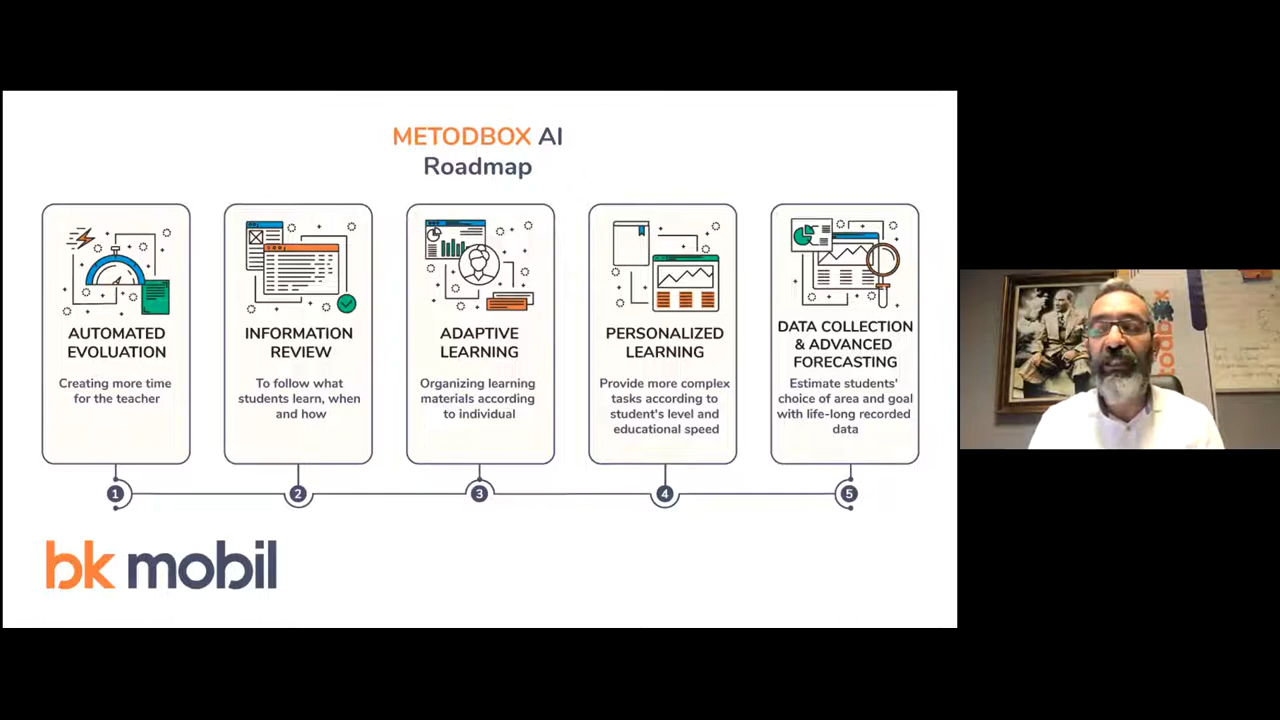 METODBOX AI
Roadmap
AUTOMATED
EVOLUATION
Creating more time
for the teacher
INFORMATION
REVIEW
To follow what
students learn, when
and how
ADAPTIVE
LEARNING
Organizing learning
materials according
to individual
PERSONALIZED
LEARNING
Provide more complex
tasks according to
student's level and
educational speed
DATA COLLECTION
& ADVANCED
FORECASTING
Estimate students'
choice of area and goal
with life-long recorded
data
1
2
3
4
5
bk mobil